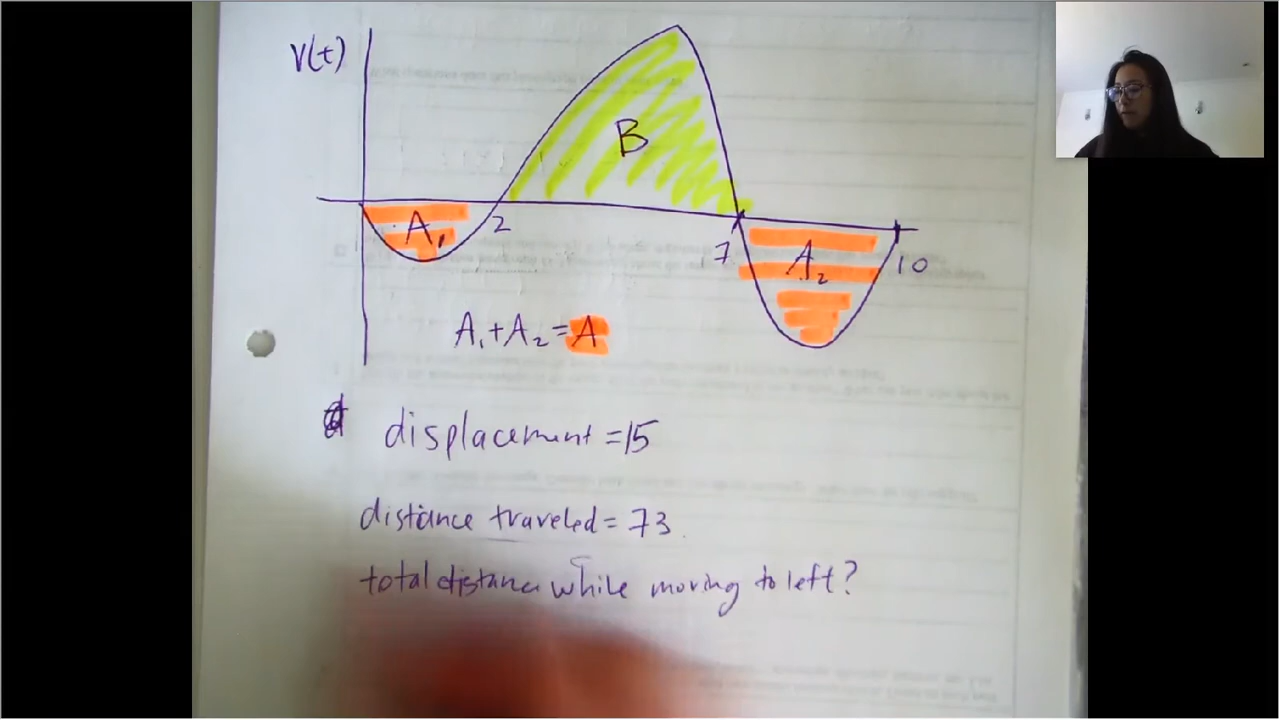 V(t)
B
A₁
2
7
A₂
10
A₁+A₂=A
displacement=15
distance traveled=73
total distance while moving to left?